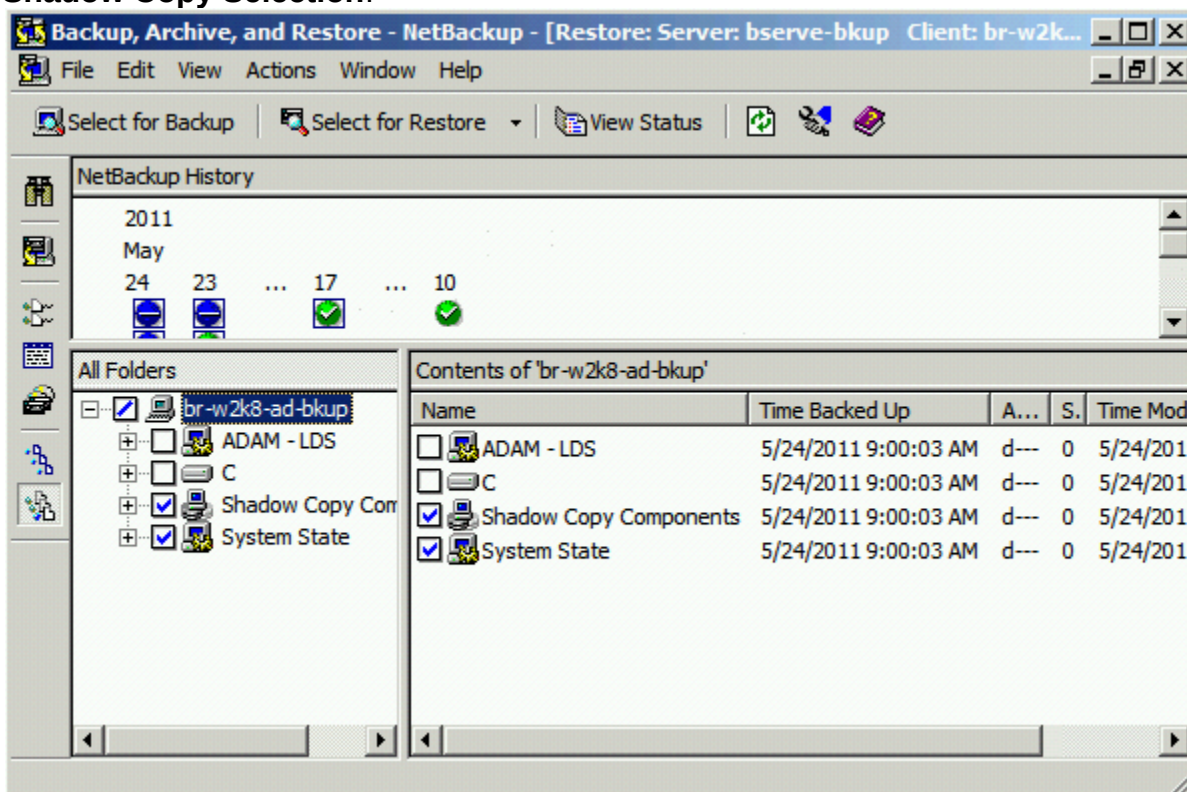 Shadow Copy Selection.
Backup, Archive, and Restore - NetBackup - [Restore: Server: bserve-bkup Client: br-w2k...
File Edit View Actions Window Help
Select for Backup Select for Restore View Status
NetBackup History
2011
May
24 23 ... 17 ... 10
All Folders
br-w2k8-ad-bkup
ADAM - LDS
C
Shadow Copy Com
System State
Contents of 'br-w2k8-ad-bkup'
Name Time Backed Up A... S. Time Mod
ADAM - LDS 5/24/2011 9:00:03 AM d--- 0 5/24/201
C 5/24/2011 9:00:03 AM d--- 0 5/24/201
Shadow Copy Components 5/24/2011 9:00:03 AM d--- 0 5/24/201
System State 5/24/2011 9:00:03 AM d--- 0 5/24/201